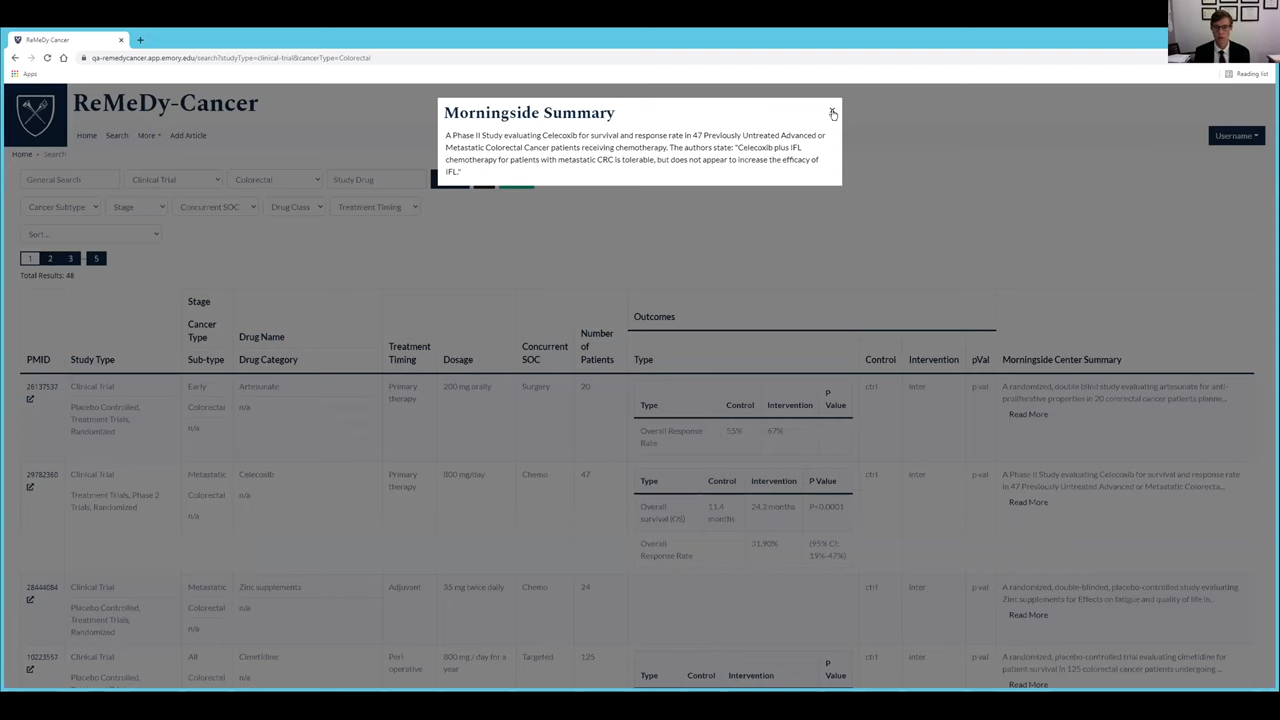 ReMeDy Cancer
qa-remedycancer.app.emory.edu/search?studyType=clinical-trial&cancerType=Colorectal
Apps
Reading list
ReMeDy-Cancer
Home Search More Add Article
Username
Morningside Summary
A Phase II Study evaluating Celecoxib for survival and response rate in 47 Previously Untreated Advanced or
Metastatic Colorectal Cancer patients receiving chemotherapy. The authors state: "Celecoxib plus IFL
chemotherapy for patients with metastatic CRC is tolerable, but does not appear to increase the efficacy of
IFL."
Home > Search
General Search Clinical Trial Colorectal Study Drug
Cancer Subtype Stage Concurrent SOC Drug Class Treatment Timing
Sort...
1 2 3 5
Total Results: 48
Stage
Outcomes
Cancer
Type
Drug Name
Number
of
Patients
Treatment
Timing
Concurrent
SOC
PMID Study Type Sub-type Drug Category Dosage Type Control Intervention pVal Morningside Center Summary
26137537 Clinical Trial Early Artesunate Primary
therapy
200 mg orally Surgery 20 ctrl inter p val A randomized, double blind study evaluating artesunate for anti-
proliferative properties in 20 colorectal cancer patients planne...
Placebo Controlled,
Treatment Trials,
Randomized
Colorectal n/a
n/a
Type Control Intervention P
Value
Read More
Overall Response
Rate
55% 67%
29782360 Clinical Trial Metastatic Celecoxib Primary
therapy
800 mg/day Chemo 47 ctrl inter p val A Phase II Study evaluating Celecoxib for survival and response rate
in 47 Previously Untreated Advanced or Metastatic Colorecta...
Treatment Trials, Phase 2
Trials, Randomized
Colorectal n/a
n/a
Type Control Intervention P Value
Read More
Overall
survival (OS)
11.4
months
24.2 months P=0.0001
Overall
Response Rate
31.90% (95% CI:
19%-47%)
28444084 Clinical Trial Metastatic Zinc supplements Adjuvant 35 mg twice daily Chemo 24 ctrl inter p val A randomized, double-blinded, placebo-controlled study evaluating
Zinc supplements for Effects on fatigue and quality of life in...
Placebo Controlled,
Treatment Trials,
Randomized
Colorectal n/a
n/a
Read More
10223557 Clinical Trial All Cimetidine Peri-
operative
800 mg / day for a
year
Targeted 125 ctrl inter p val A randomized, placebo-controlled trial evaluating cimetidine for
patient survival in 125 colorectal cancer patients undergoing ...
Placebo Controlled, Colorectal n/a
Type Control Intervention P
Value
Read More